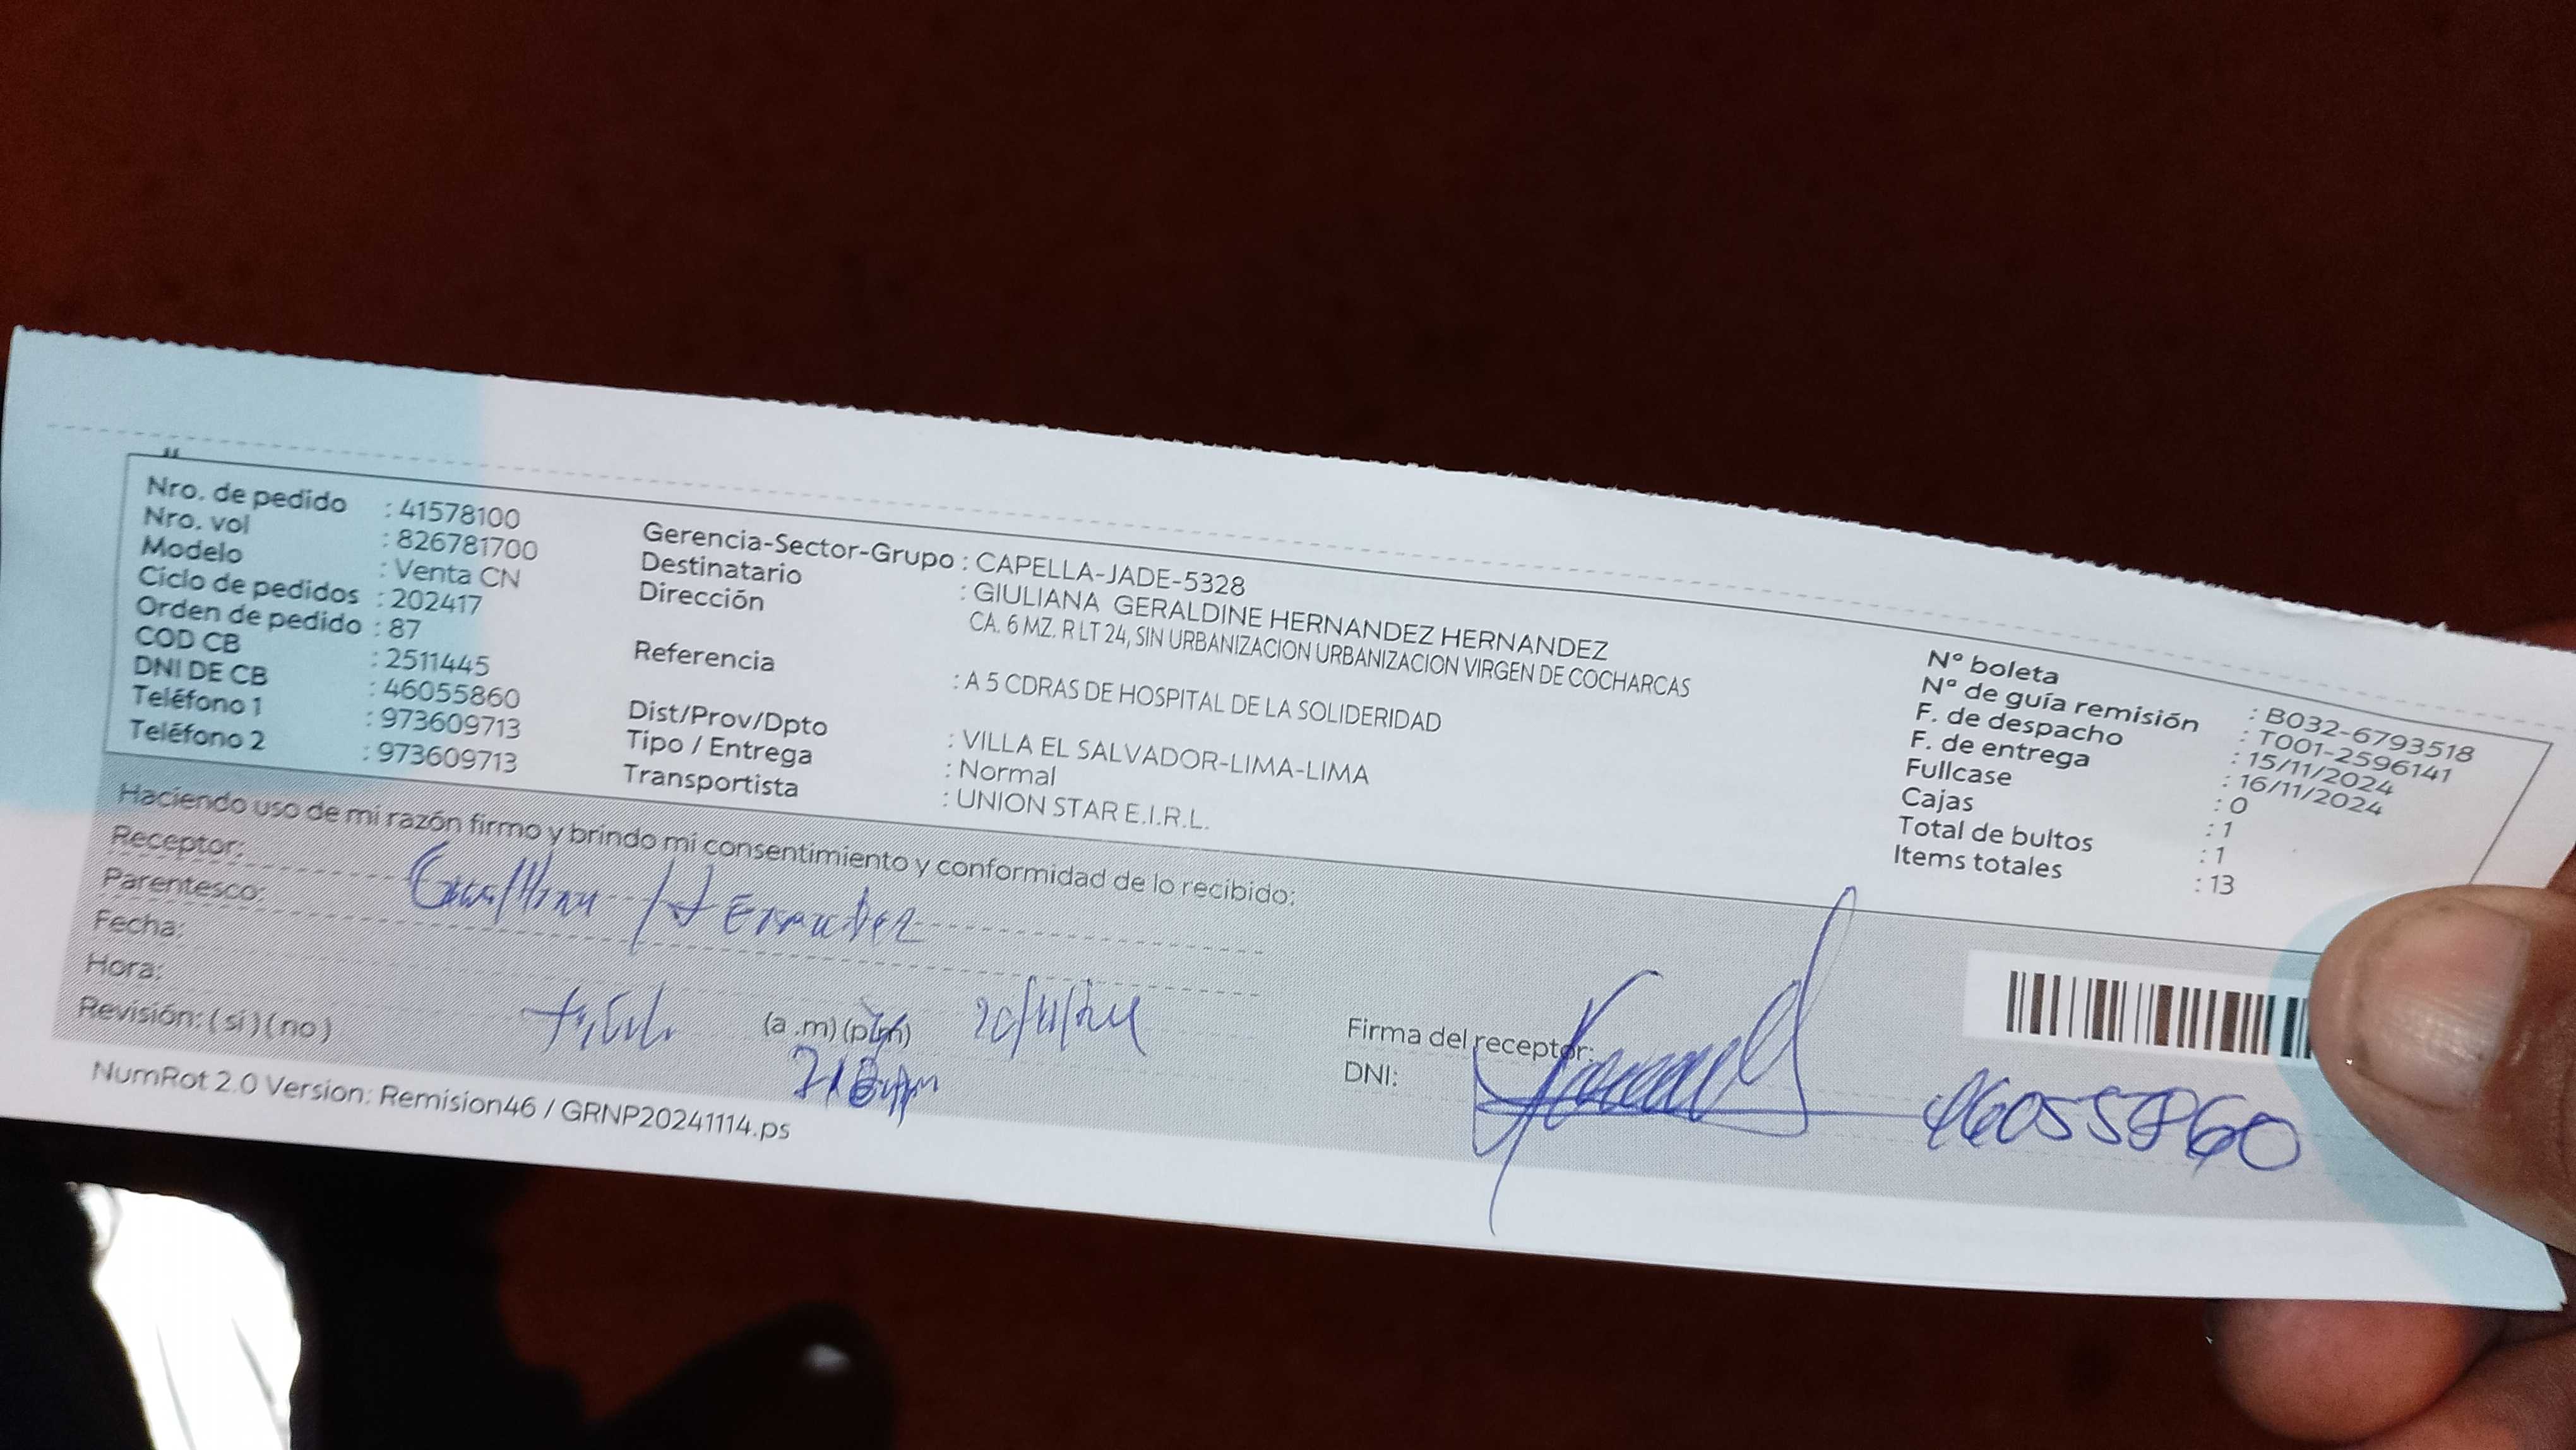 Nro. de pedido : 41578100
Nro. vol : 826781700
Modelo : Venta CN
Ciclo de pedidos : 202417
Orden de pedido : 87
COD CB : 2511445
DNI DE CB : 46055860
Teléfono 1 : 973609713
Teléfono 2 : 973609713
Gerencia-Sector-Grupo : CAPELLA-JADE-5328
Destinatario : GIULIANA GERALDINE HERNANDEZ HERNANDEZ
Dirección CA. 6 MZ. R LT 24, SIN URBANIZACION URBANIZACION VIRGEN DE COCHARCAS
Referencia : A 5 CDRAS DE HOSPITAL DE LA SOLIDERIDAD
Dist/Prov/Dpto : VILLA EL SALVADOR-LIMA-LIMA
Tipo / Entrega : Normal
Transportista : UNION STAR E.I.R.L.
N° boleta : B032-6793518
N° de guía remisión : T001-2596141
F. de despacho : 15/11/2024
F. de entrega : 16/11/2024
Fullcase : 0
Cajas : 1
Total de bultos : 1
Items totales : 13
Haciendo uso de mi razón firmo y brindo mi consentimiento y conformidad de lo recibido:
Receptor:
Parentesco: Hernandez
Fecha:
Hora: (a .m) (p.m)
Revisión: ( si ) ( no )
Firma del receptor:
DNI: 46055860
NumRot 2.0 Version: Remision46 / GRNP20241114.ps